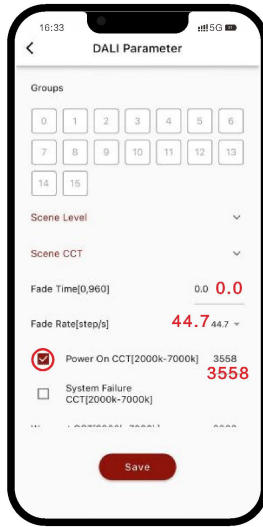 16:33 5G
DALI Parameter
Groups
0 1 2 3 4 5 6
7 8 9 10 11 12 13
14 15
Scene Level
Scene CCT
Fade Time[0,960] 0.0 0.0
Fade Rate[step/s] 44.7 44.7
Power On CCT[2000k-7000k] 3558
3558
System Failure
CCT[2000k-7000k]
Save